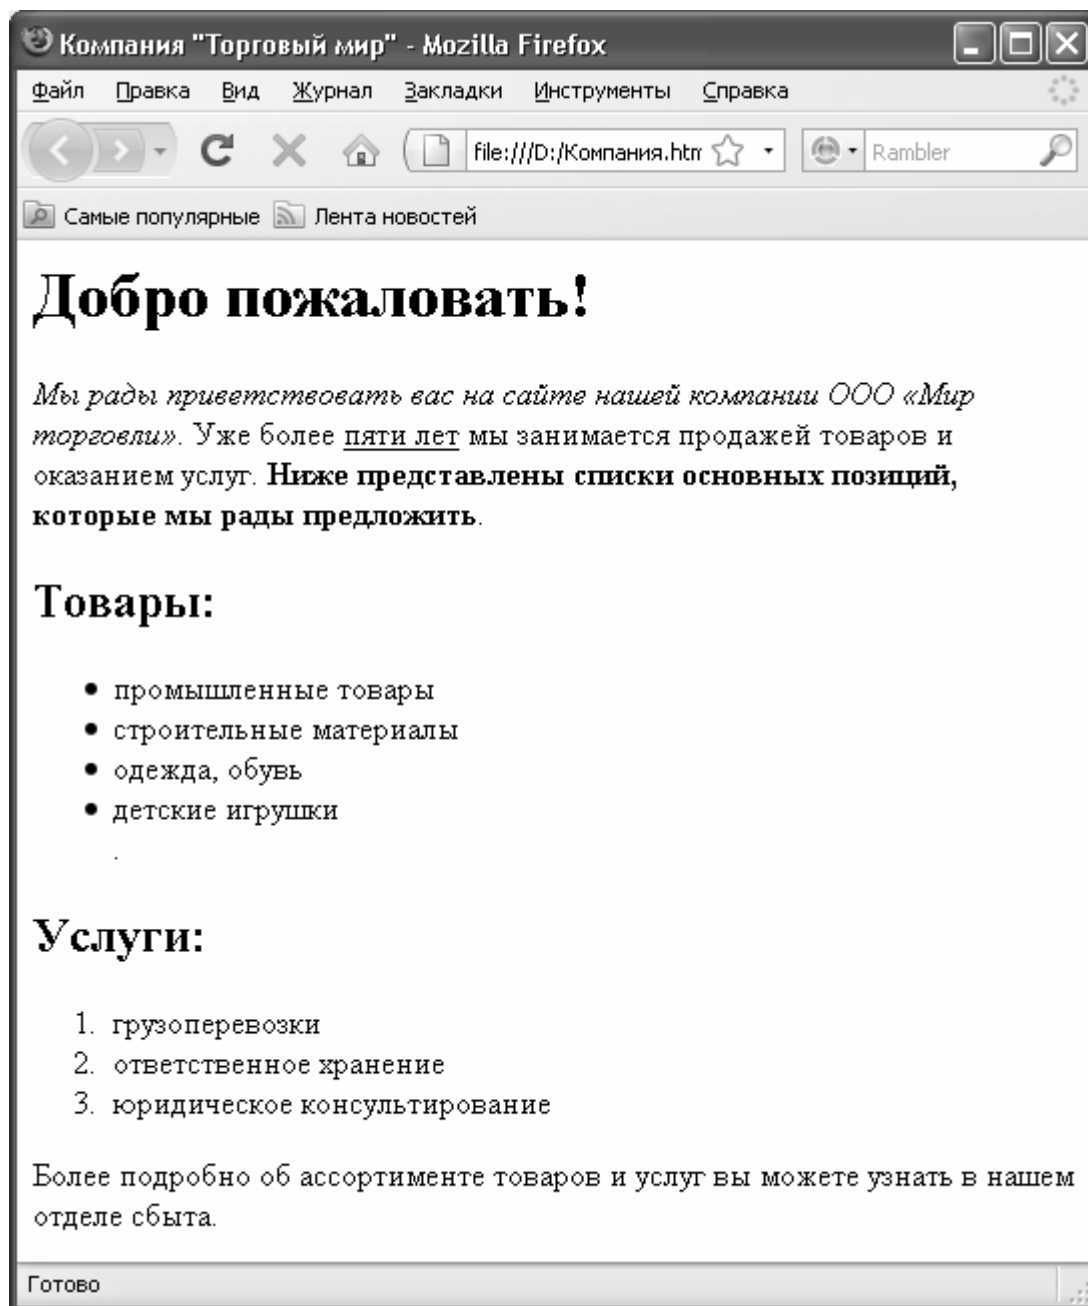 Компания "Торговый мир" - Mozilla Firefox
Файл Правка Вид Журнал Закладки Инструменты Справка
file:///D:/Компания.htm Rambler
Самые популярные Лента новостей
Добро пожаловать!
Мы рады приветствовать вас на сайте нашей компании ООО «Мир
торговли». Уже более пяти лет мы занимается продажей товаров и
оказанием услуг. Ниже представлены списки основных позиций,
которые мы рады предложить.
Товары:
• промышленные товары
• строительные материалы
• одежда, обувь
• детские игрушки
.
Услуги:
1. грузоперевозки
2. ответственное хранение
3. юридическое консультирование
Более подробно об ассортименте товаров и услуг вы можете узнать в нашем
отделе сбыта.
Готово